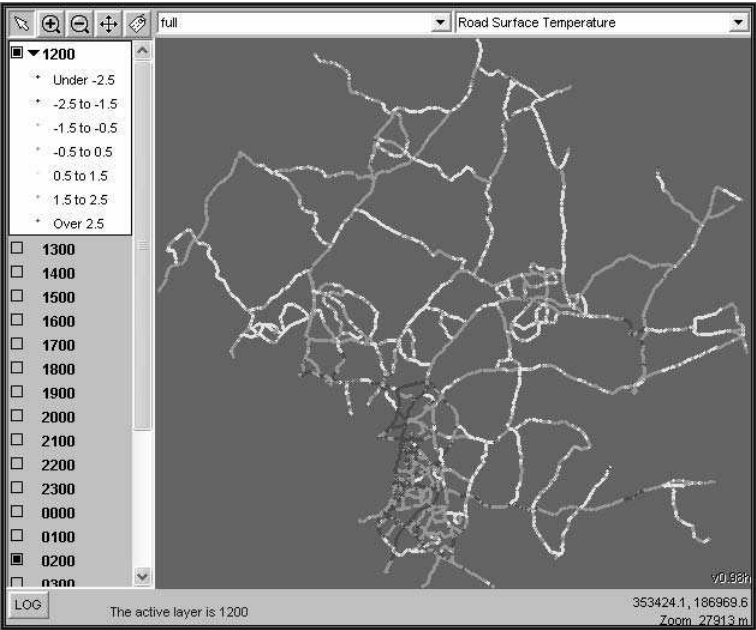 full
Road Surface Temperature
1200
Under -2.5
-2.5 to -1.5
-1.5 to -0.5
-0.5 to 0.5
0.5 to 1.5
1.5 to 2.5
Over 2.5
1300
1400
1500
1600
1700
1800
1900
2000
2100
2200
2300
0000
0100
0200
0300
v0.98h
LOG
The active layer is 1200
353424.1, 186969.6
Zoom 27913 m